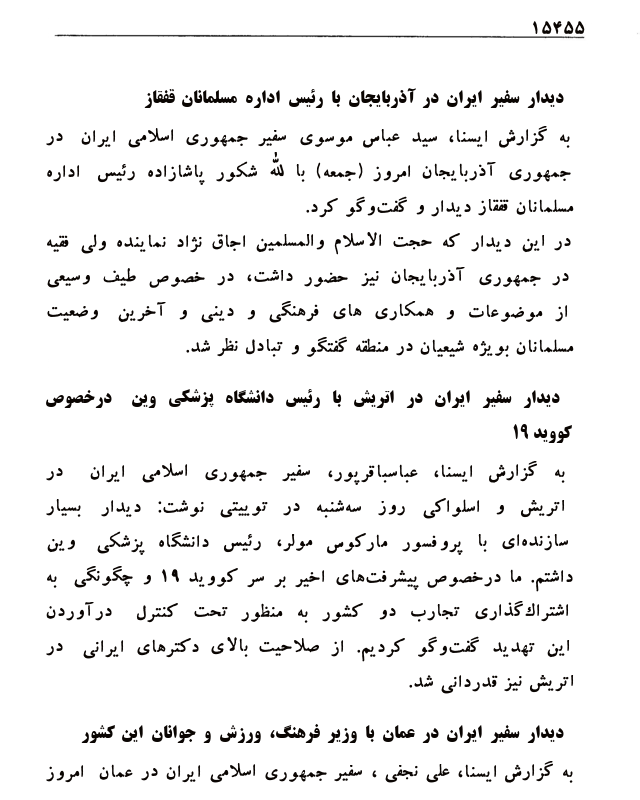 ۱۵۴۵۵
دیدار سفیر ایران در آذربایجان با رئیس اداره مسلمانان قفقاز
به گزارش ایسنا، سید عباس موسوی سفیر جمهوری اسلامی ایران در
جمهوری آذربایجان امروز (جمعه) با لله شکور پاشازاده رئیس اداره
مسلمانان قفقاز دیدار و گفت‌وگو کرد.
در این دیدار که حجت الاسلام والمسلمین اجاق نژاد نماینده ولی فقیه
در جمهوری آذربایجان نیز حضور داشت، در خصوص طیف وسیعی
از موضوعات و همکاری های فرهنگی و دینی و آخرین وضعیت
مسلمانان بویژه شیعیان در منطقه گفتگو و تبادل نظر شد.
دیدار سفیر ایران در اتریش با رئیس دانشگاه پزشکی وین درخصوص
کووید ۱۹
به گزارش ایسنا، عباسباقرپور، سفیر جمهوری اسلامی ایران در
اتریش و اسلواکی روز سه‌شنبه در توییتی نوشت: دیدار بسیار
سازنده‌ای با پروفسور مارکوس مولر، رئیس دانشگاه پزشکی وین
داشتم. ما درخصوص پیشرفت‌های اخیر بر سر کووید ۱۹ و چگونگی به
اشتراک‌گذاری تجارب دو کشور به منظور تحت کنترل درآوردن
این تهدید گفت‌وگو کردیم. از صلاحیت بالای دکترهای ایرانی در
اتریش نیز قدردانی شد.
دیدار سفیر ایران در عمان با وزیر فرهنگ، ورزش و جوانان این کشور
به گزارش ایسنا، علی نجفی ، سفیر جمهوری اسلامی ایران در عمان امروز